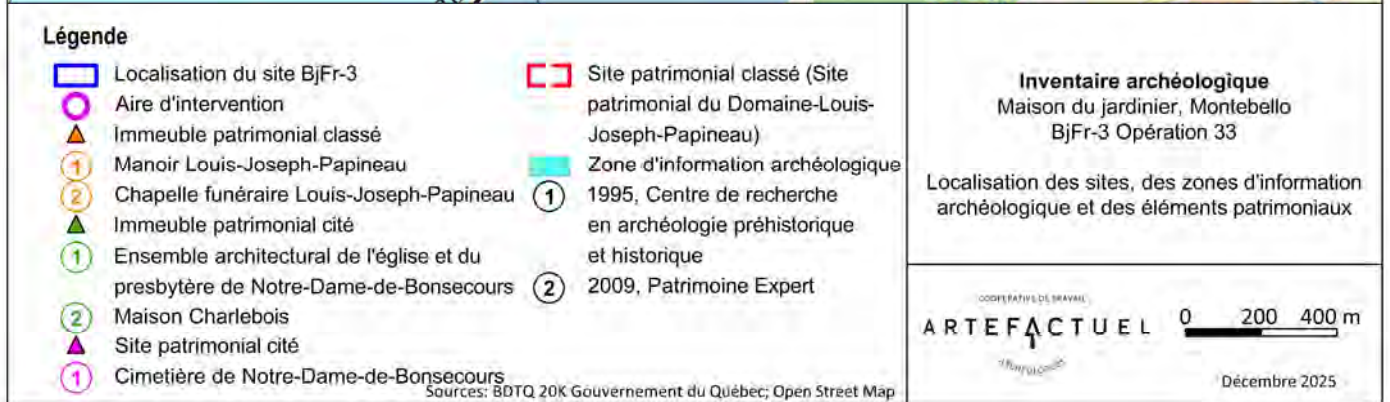 Légende
Localisation du site BjFr-3
Aire d'intervention
Immeuble patrimonial classé
1 Manoir Louis-Joseph-Papineau
2 Chapelle funéraire Louis-Joseph-Papineau
Immeuble patrimonial cité
1 Ensemble architectural de l'église et du
presbytère de Notre-Dame-de-Bonsecours
2 Maison Charlebois
Site patrimonial cité
1 Cimetière de Notre-Dame-de-Bonsecours
Site patrimonial classé (Site
patrimonial du Domaine-Louis-
Joseph-Papineau)
Zone d'information archéologique
1 1995, Centre de recherche
en archéologie préhistorique
et historique
2 2009, Patrimoine Expert
Sources: BDTQ 20K Gouvernement du Québec; Open Street Map
Inventaire archéologique
Maison du jardinier, Montebello
BjFr-3 Opération 33
Localisation des sites, des zones d'information
archéologique et des éléments patrimoniaux
COOPÉRATIVE DE TRAVAIL
ARTEFACTUEL
0 200 400 m
Décembre 2025